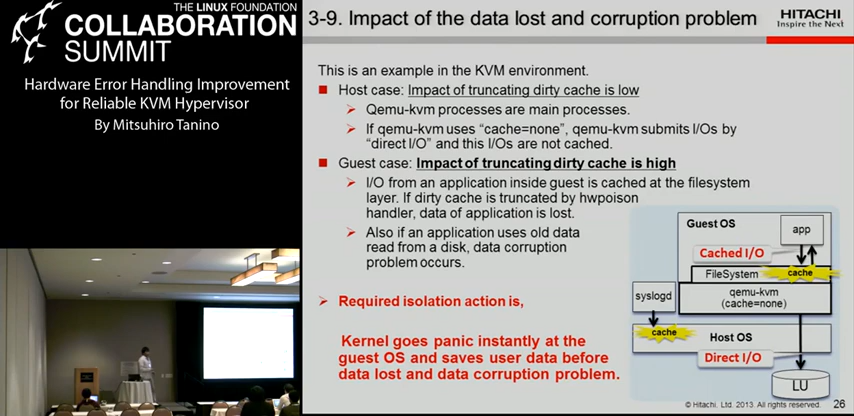 THE LINUX FOUNDATION
COLLABORATION
SUMMIT
Hardware Error Handling Improvement
for Reliable KVM Hypervisor
By Mitsuhiro Tanino
3-9. Impact of the data lost and corruption problem
HITACHI
Inspire the Next
This is an example in the KVM environment.
Host case: Impact of truncating dirty cache is low
Qemu-kvm processes are main processes.
If qemu-kvm uses “cache=none”, qemu-kvm submits I/Os by
“direct I/O” and this I/Os are not cached.
Guest case: Impact of truncating dirty cache is high
I/O from an application inside guest is cached at the filesystem
layer. If dirty cache is truncated by hwpoison
handler, data of application is lost.
Also if an application uses old data
read from a disk, data corruption
problem occurs.
Required isolation action is,
Kernel goes panic instantly at the
guest OS and saves user data before
data lost and data corruption problem.
Guest OS
app
Cached I/O
FileSystem
cache
syslogd
qemu-kvm
(cache=none)
cache
Host OS
Direct I/O
LU
© Hitachi, Ltd. 2013. All rights reserved.
26